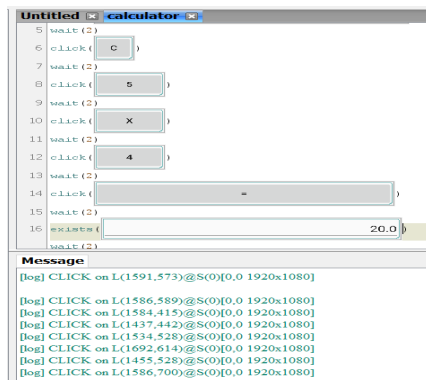 Untitled calculator
5 wait(2)
6 click( C )
7 wait(2)
8 click( 5 )
9 wait(2)
10 click( X )
11 wait(2)
12 click( 4 )
13 wait(2)
14 click( = )
15 wait(2)
16 exists( 20.0 )
wait(2)
Message
[log] CLICK on L(1591,573)@S(0)[0,0 1920x1080]
[log] CLICK on L(1586,589)@S(0)[0,0 1920x1080]
[log] CLICK on L(1584,415)@S(0)[0,0 1920x1080]
[log] CLICK on L(1437,442)@S(0)[0,0 1920x1080]
[log] CLICK on L(1534,528)@S(0)[0,0 1920x1080]
[log] CLICK on L(1692,614)@S(0)[0,0 1920x1080]
[log] CLICK on L(1455,528)@S(0)[0,0 1920x1080]
[log] CLICK on L(1586,700)@S(0)[0,0 1920x1080]